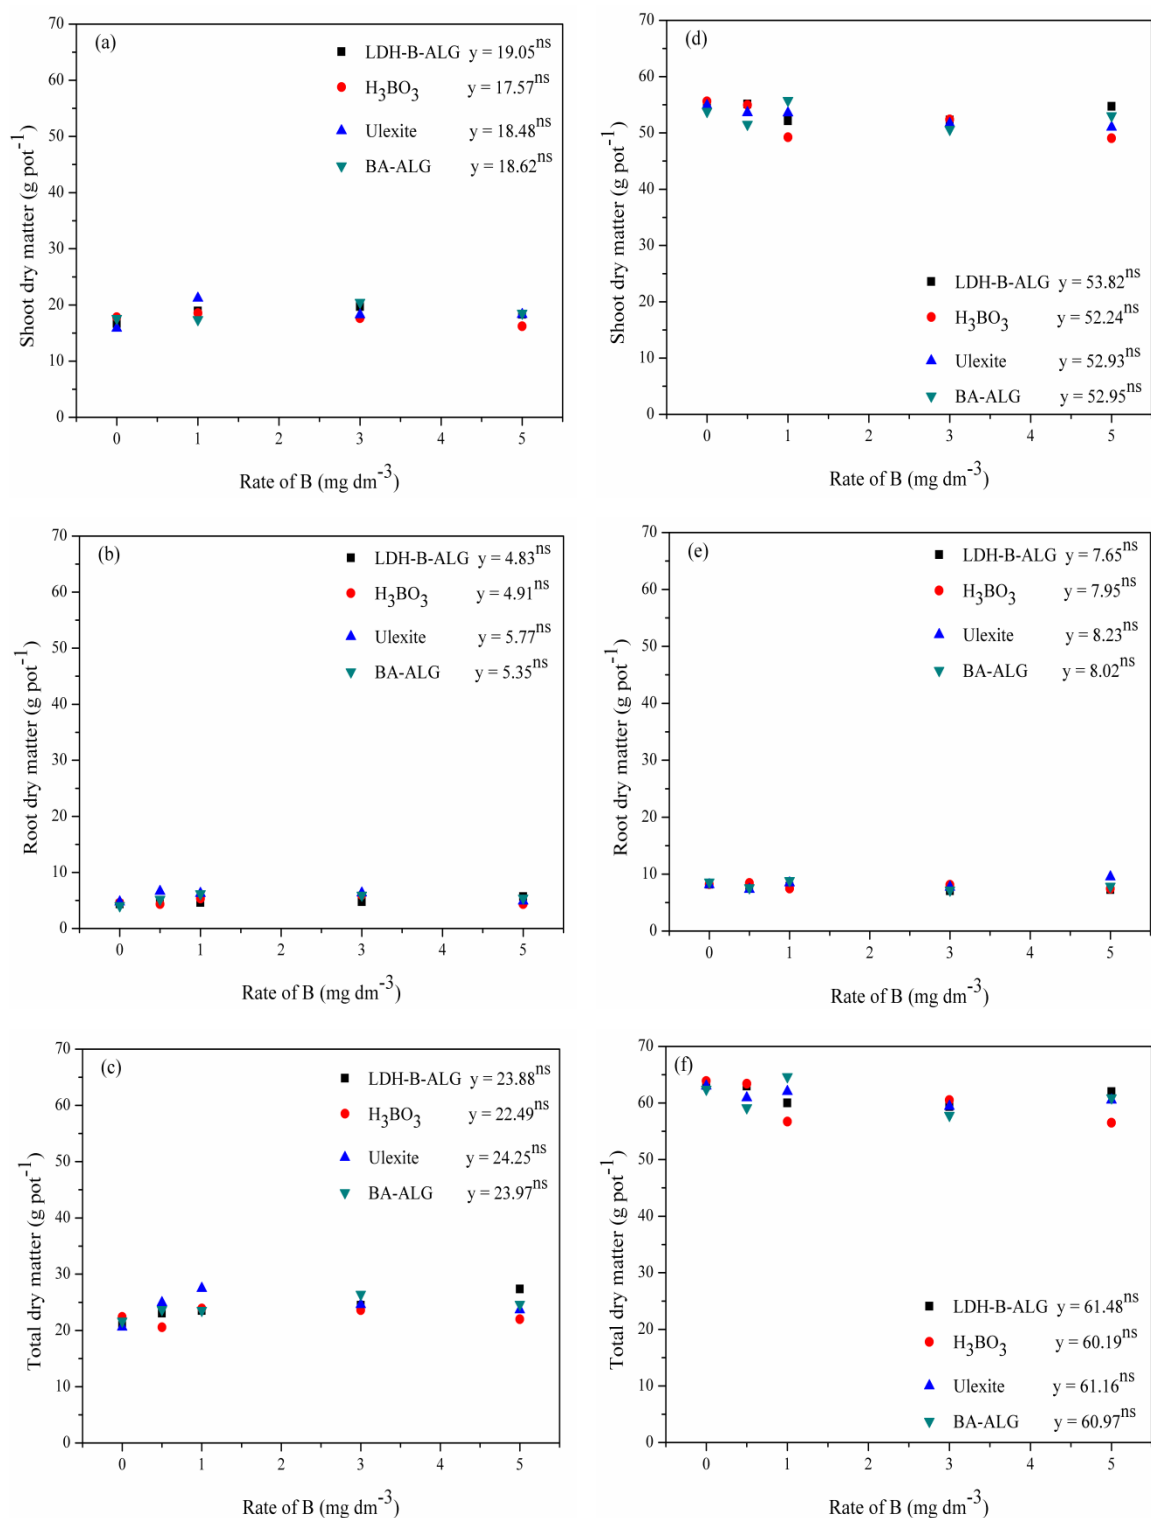 (a)
LDH-B-ALG y = 19.05ns
H3BO3 y = 17.57ns
Ulexite y = 18.48ns
BA-ALG y = 18.62ns
70
60
50
40
30
20
10
0
Shoot dry matter (g pot-1)
0 1 2 3 4 5
Rate of B (mg dm-3)
(d)
LDH-B-ALG y = 53.82ns
H3BO3 y = 52.24ns
Ulexite y = 52.93ns
BA-ALG y = 52.95ns
70
60
50
40
30
20
10
0
Shoot dry matter (g pot-1)
0 1 2 3 4 5
Rate of B (mg dm-3)
(b)
LDH-B-ALG y = 4.83ns
H3BO3 y = 4.91ns
Ulexite y = 5.77ns
BA-ALG y = 5.35ns
70
60
50
40
30
20
10
0
Root dry matter (g pot-1)
0 1 2 3 4 5
Rate of B (mg dm-3)
(e)
LDH-B-ALG y = 7.65ns
H3BO3 y = 7.95ns
Ulexite y = 8.23ns
BA-ALG y = 8.02ns
70
60
50
40
30
20
10
0
Root dry matter (g pot-1)
0 1 2 3 4 5
Rate of B (mg dm-3)
(c)
LDH-B-ALG y = 23.88ns
H3BO3 y = 22.49ns
Ulexite y = 24.25ns
BA-ALG y = 23.97ns
70
60
50
40
30
20
10
0
Total dry matter (g pot-1)
0 1 2 3 4 5
Rate of B (mg dm-3)
(f)
LDH-B-ALG y = 61.48ns
H3BO3 y = 60.19ns
Ulexite y = 61.16ns
BA-ALG y = 60.97ns
70
60
50
40
30
20
10
0
Total dry matter (g pot-1)
0 1 2 3 4 5
Rate of B (mg dm-3)